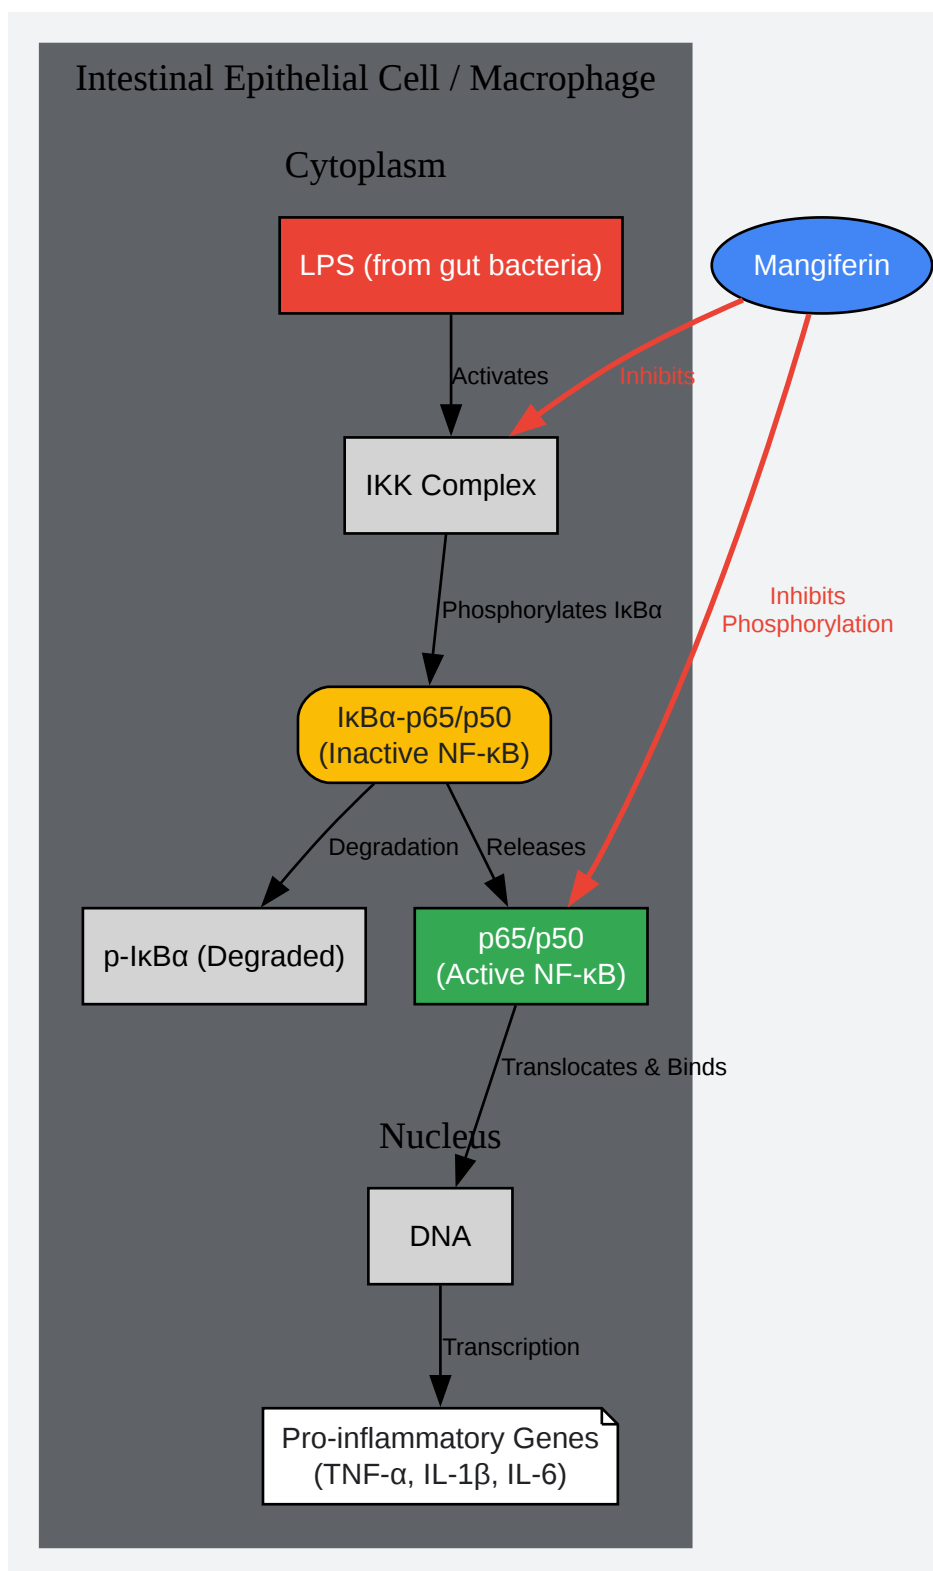 Intestinal Epithelial Cell / Macrophage
Cytoplasm
LPS (from gut bacteria)
Mangiferin
Activates
Inhibits
IKK Complex
Phosphorylates IκBα
Inhibits
Phosphorylation
IκBα-p65/p50
(Inactive NF-κB)
Degradation
Releases
p-IκBα (Degraded)
p65/p50
(Active NF-κB)
Translocates & Binds
Nucleus
DNA
Transcription
Pro-inflammatory Genes
(TNF-α, IL-1β, IL-6)